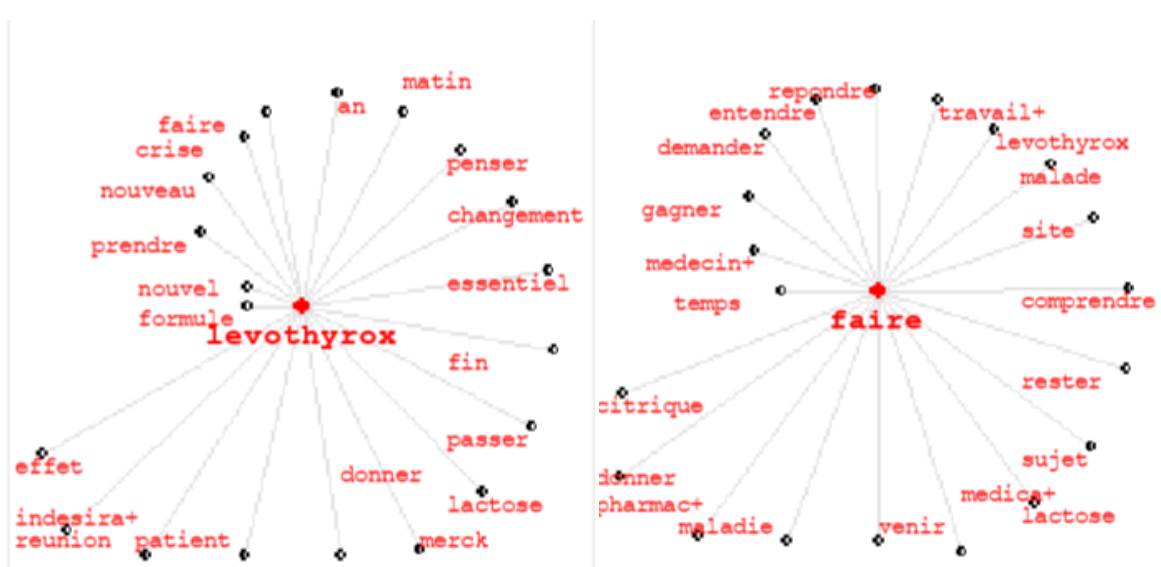 matin
an
faire
crise
penser
nouveau
changement
prendre
essentiel
nouvel
formule
levothyrox
fin
passer
effet
donner
lactose
indesira+
reunion
patient
merck
repondre
entendre
travail+
demander
levothyrox
malade
gagner
site
medecin+
temps
comprendre
faire
rester
citrique
sujet
donner
medica+
pharmac+
lactose
maladie
venir